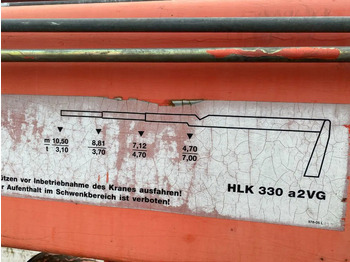 m 10,50 8,81 7,12 4,70
t 3,10 3,70 4,70 7,00
HLK 330 a2VG
tzen vor Inbetriebnahme des Kranes ausfahren!
r Aufenthalt im Schwenkbereich ist verboten!